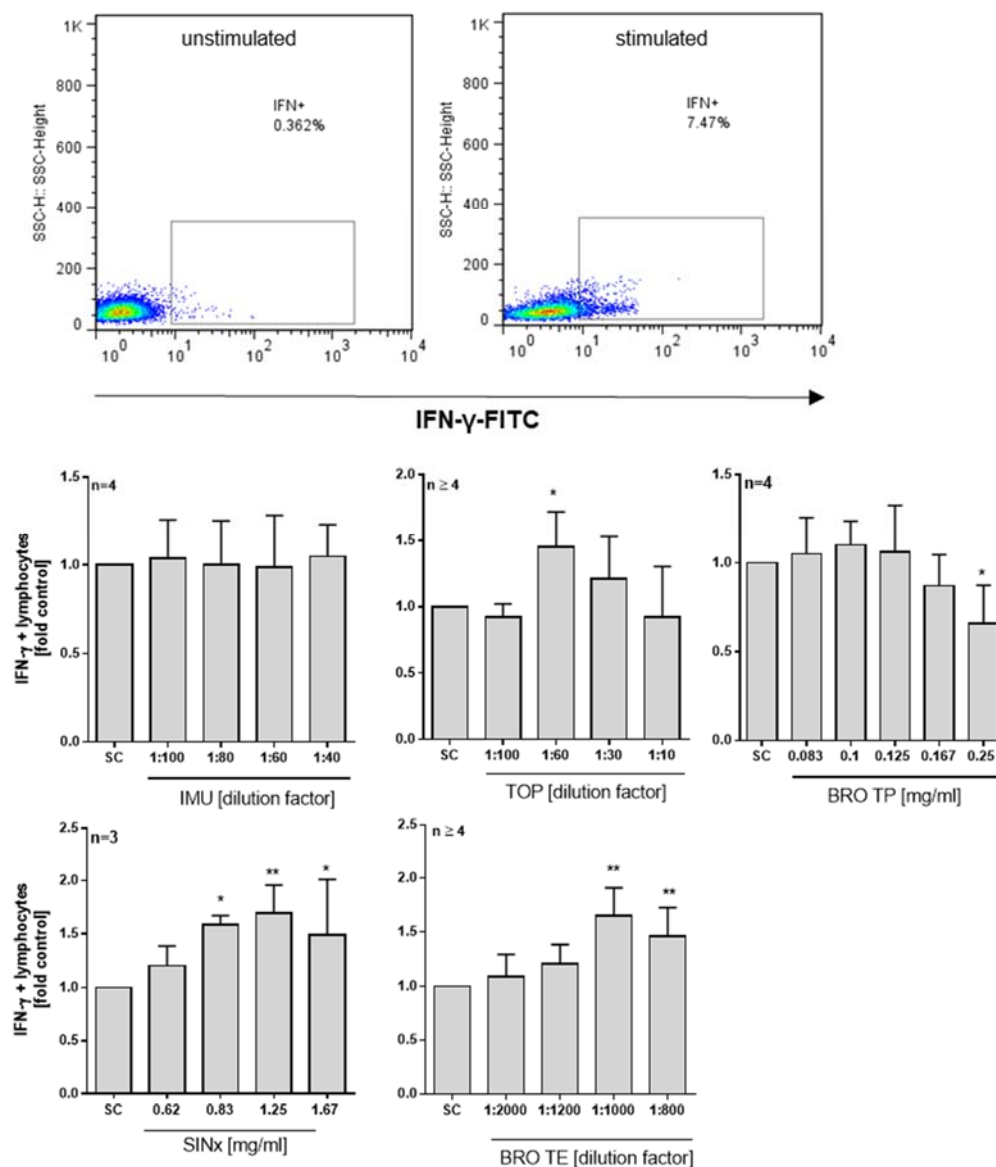 unstimulated
IFN+
0.362%
SSC-H:: SSC-Height
1K
800
600
400
200
0
10^0 10^1 10^2 10^3 10^4
stimulated
IFN+
7.47%
SSC-H:: SSC-Height
1K
800
600
400
200
0
10^0 10^1 10^2 10^3 10^4
IFN-γ-FITC
n=4
IFN-γ + lymphocytes
[fold control]
1.5
1.0
0.5
0.0
SC 1:100 1:80 1:60 1:40
IMU [dilution factor]
n ≥ 4
*
2.0
1.5
1.0
0.5
0.0
SC 1:100 1:60 1:30 1:10
TOP [dilution factor]
n=4
*
1.5
1.0
0.5
0.0
SC 0.083 0.1 0.125 0.167 0.25
BRO TP [mg/ml]
n=3
* ** *
IFN-γ + lymphocytes
[fold control]
2.5
2.0
1.5
1.0
0.5
0.0
SC 0.62 0.83 1.25 1.67
SINx [mg/ml]
n ≥ 4
** **
2.5
2.0
1.5
1.0
0.5
0.0
SC 1:2000 1:1200 1:1000 1:800
BRO TE [dilution factor]